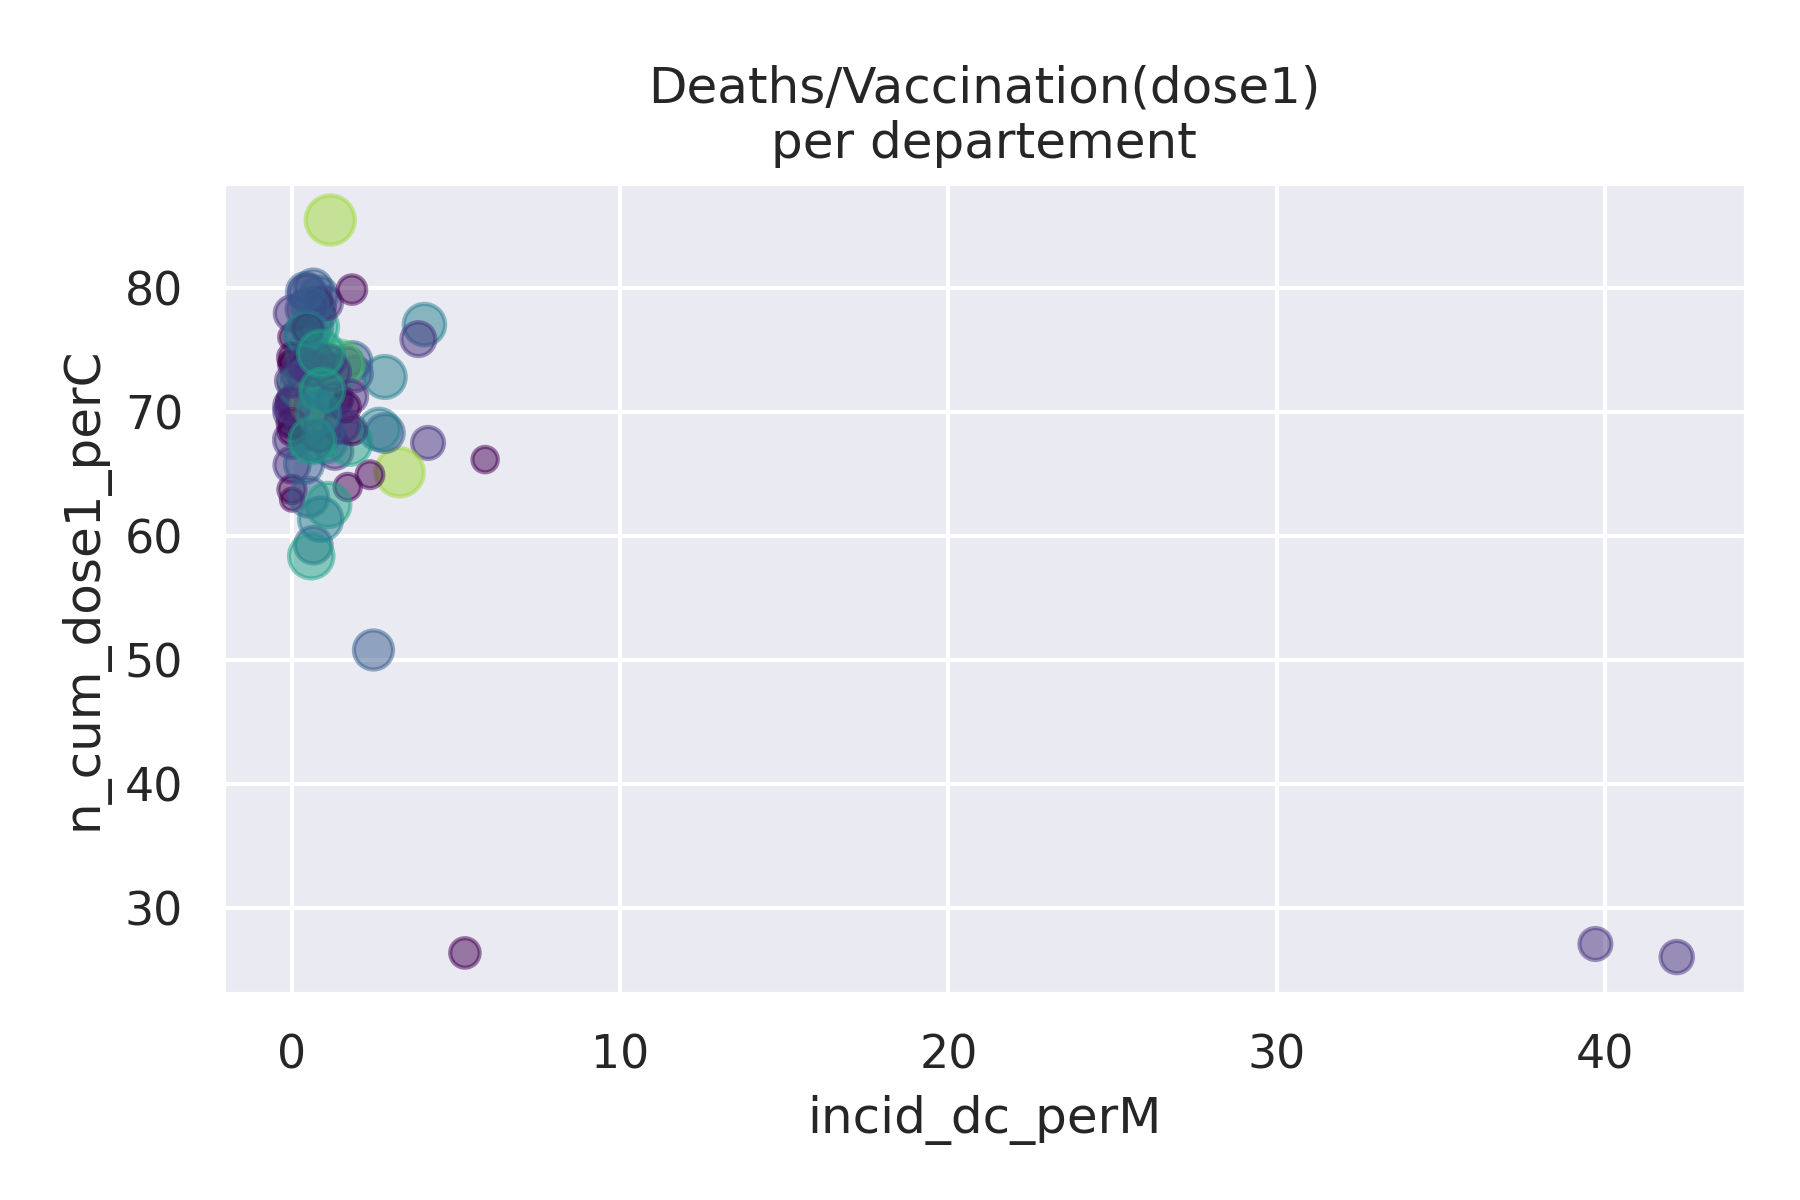 Deaths/Vaccination(dose1)
per departement
n_cum_dose1_perC
80
70
60
50
40
30
0 10 20 30 40
incid_dc_perM